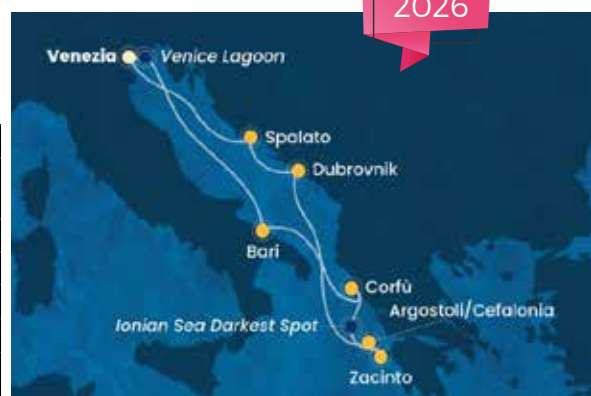 2026
Venezia
Venice Lagoon
Spalato
Dubrovnik
Bari
Corfù
Argostoli/Cefalonia
Ionian Sea Darkest Spot
Zacinto